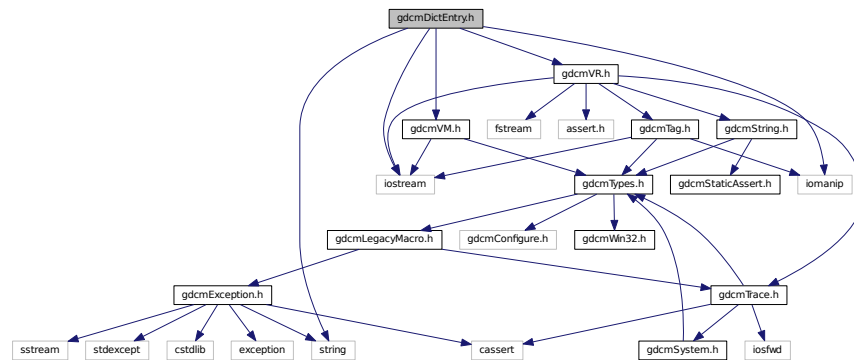 gdcmDictEntry.h
gdcmVR.h
gdcmVM.h
fstream
assert.h
gdcmTag.h
gdcmString.h
iostream
gdcmTypes.h
gdcmStaticAssert.h
iomanip
gdcmLegacyMacro.h
gdcmConfigure.h
gdcmWin32.h
gdcmException.h
gdcmTrace.h
sstream
stdexcept
cstdlib
exception
string
cassert
gdcmSystem.h
iosfwd